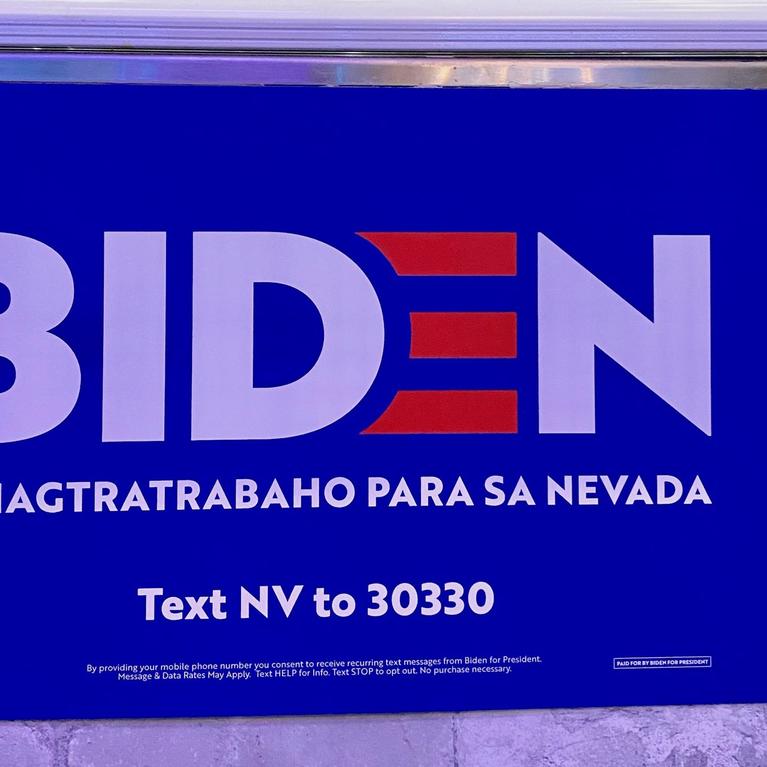 BIDEN
NAGTRATRABAHO PARA SA NEVADA
Text NV to 30330
By providing your mobile phone number you consent to receive recurring text messages from Biden for President.
Message & Data Rates May Apply. Text HELP for Info. Text STOP to opt out. No purchase necessary.
PAID FOR BY BIDEN FOR PRESIDENT